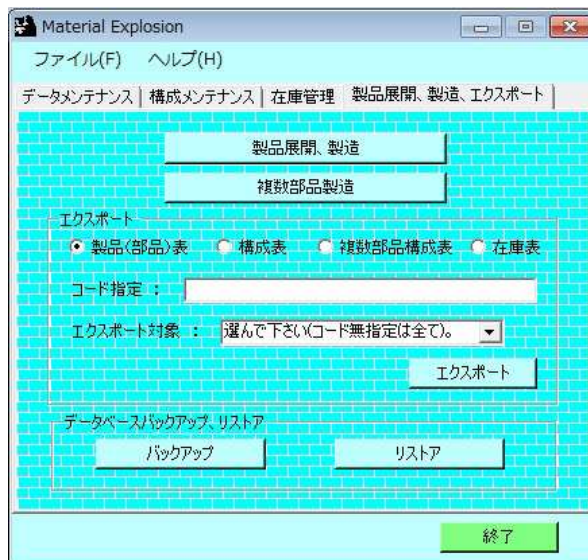 Material Explosion
ファイル(F) ヘルプ(H)
データメンテナンス 構成メンテナンス 在庫管理 製品展開、製造、エクスポート
製品展開、製造
複数部品製造
エクスポート
製品(部品)表 構成表 複数部品構成表 在庫表
コード指定 :
エクスポート対象 : 選んで下さい(コード無指定は全て)。
エクスポート
データベースバックアップ、リストア
バックアップ リストア
終了